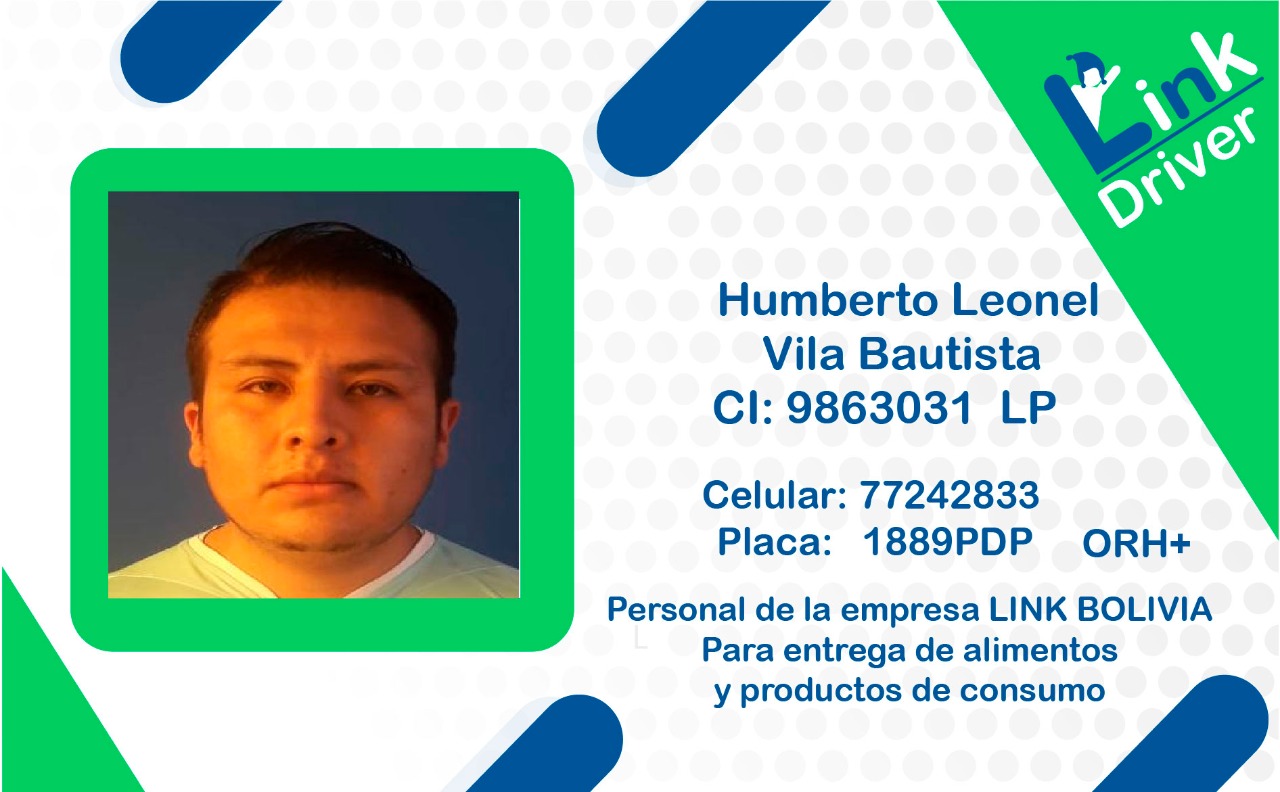 Link
Driver
Humberto Leonel
Vila Bautista
CI: 9863031 LP
Celular: 77242833
Placa: 1889PDP ORH+
Personal de la empresa LINK BOLIVIA
L
Para entrega de alimentos
y productos de consumo